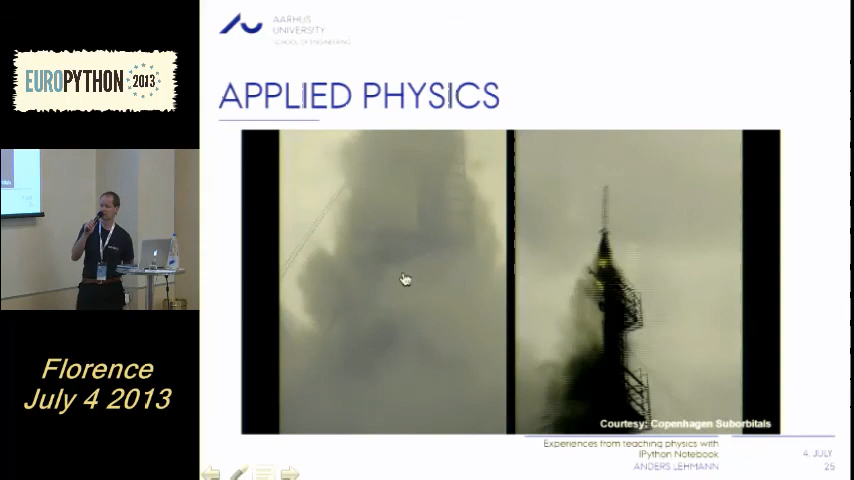 EUROPYTHON 2013
Florence
July 4 2013
AARHUS
UNIVERSITY
SCHOOL OF ENGINEERING
APPLIED PHYSICS
Courtesy: Copenhagen Suborbitals
Experiences from teaching physics with
IPython Notebook
ANDERS LEHMANN
4. JULY
25